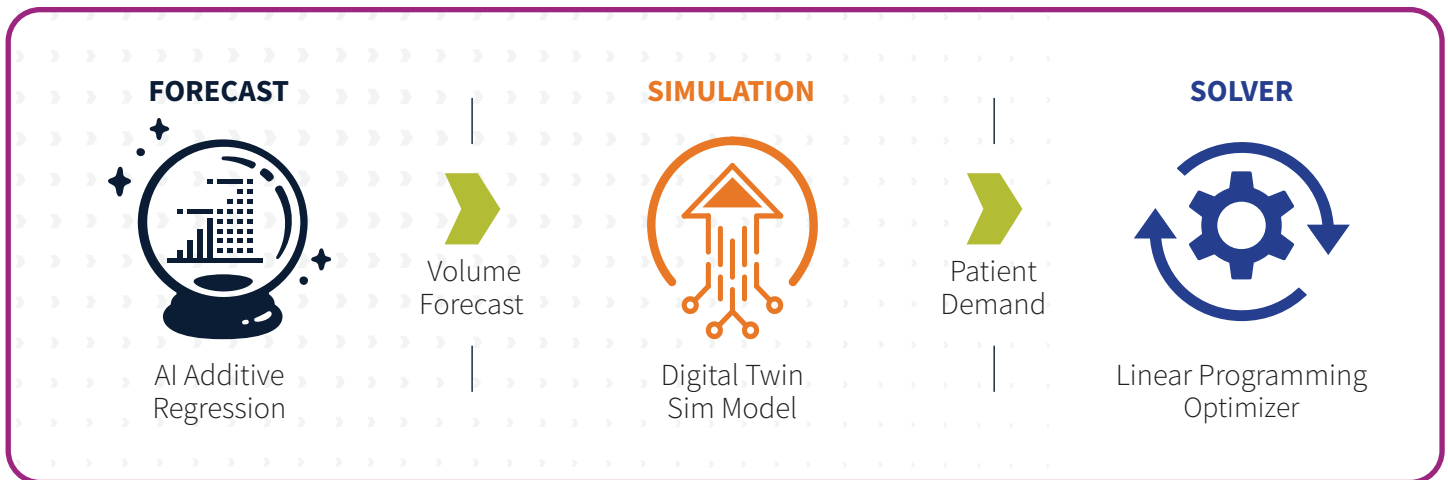 FORECAST
AI Additive
Regression
Volume
Forecast
SIMULATION
Digital Twin
Sim Model
Patient
Demand
SOLVER
Linear Programming
Optimizer